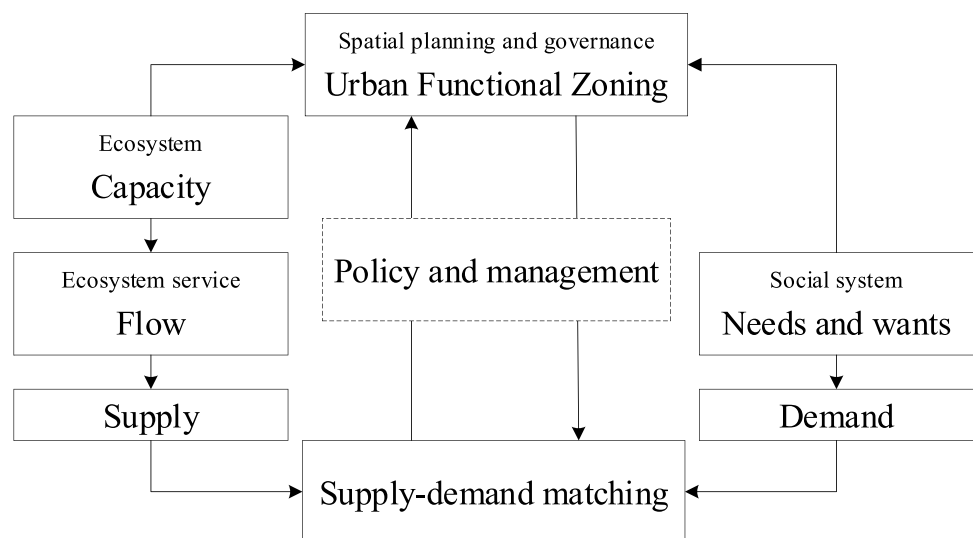 Spatial planning and governance
Urban Functional Zoning
Ecosystem
Capacity
Ecosystem service
Flow
Supply
Policy and management
Social system
Needs and wants
Demand
Supply-demand matching